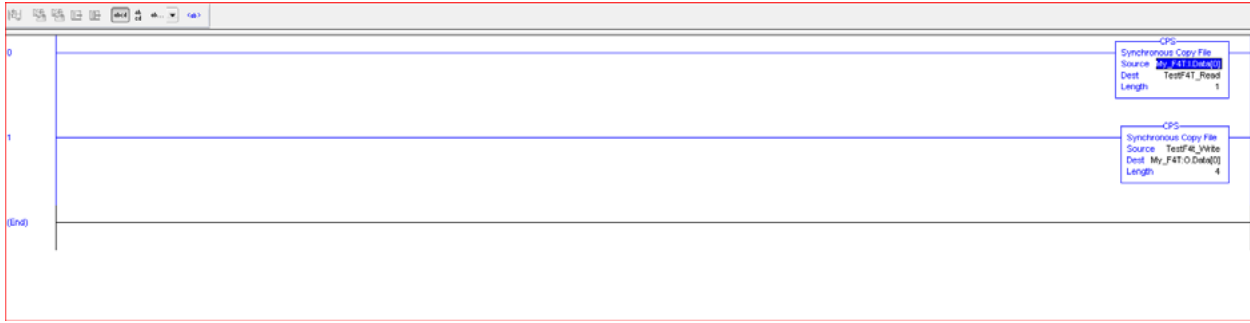 0
CPS
Synchronous Copy File
Source My_F4T:I.Data[0]
Dest TestF4T_Read
Length 1
1
CPS
Synchronous Copy File
Source TestF4t_Write
Dest My_F4T:O.Data[0]
Length 4
(End)